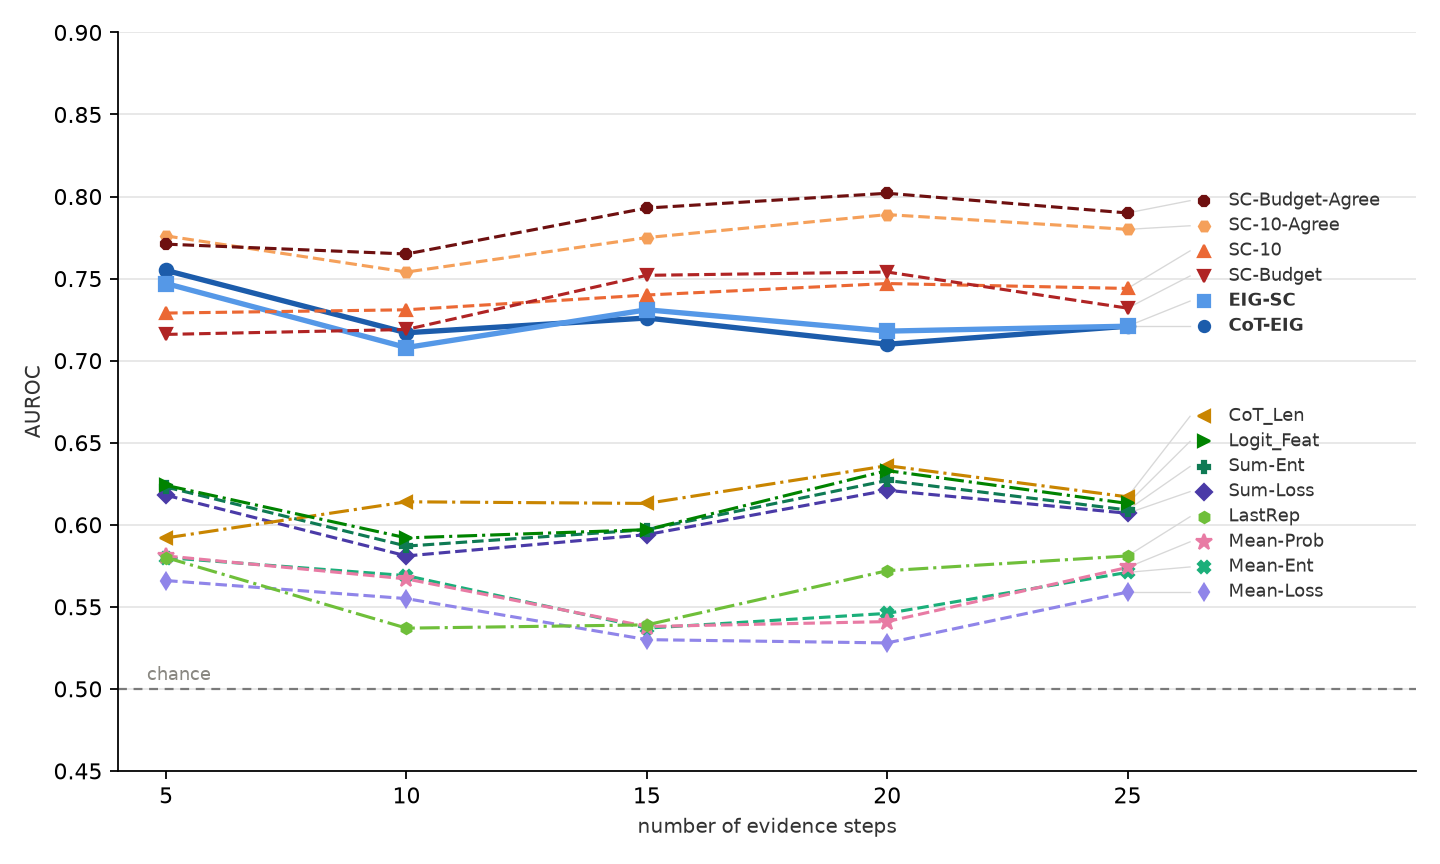 0.90
0.85
0.80
0.75
0.70
0.65
0.60
0.55
0.50
0.45
AUROC
chance
5 10 15 20 25
number of evidence steps
SC-Budget-Agree
SC-10-Agree
SC-10
SC-Budget
EIG-SC
CoT-EIG
CoT_Len
Logit_Feat
Sum-Ent
Sum-Loss
LastRep
Mean-Prob
Mean-Ent
Mean-Loss